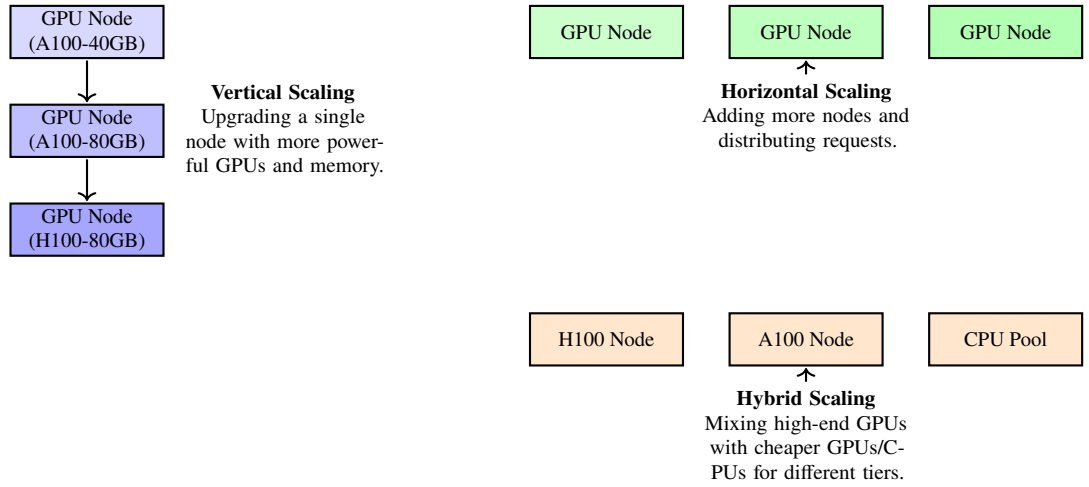 GPU Node
(A100-40GB)
GPU Node
(A100-80GB)
GPU Node
(H100-80GB)
Vertical Scaling
Upgrading a single
node with more power-
ful GPUs and memory.
GPU Node
GPU Node
GPU Node
Horizontal Scaling
Adding more nodes and
distributing requests.
H100 Node
A100 Node
CPU Pool
Hybrid Scaling
Mixing high-end GPUs
with cheaper GPUs/C-
PUs for different tiers.